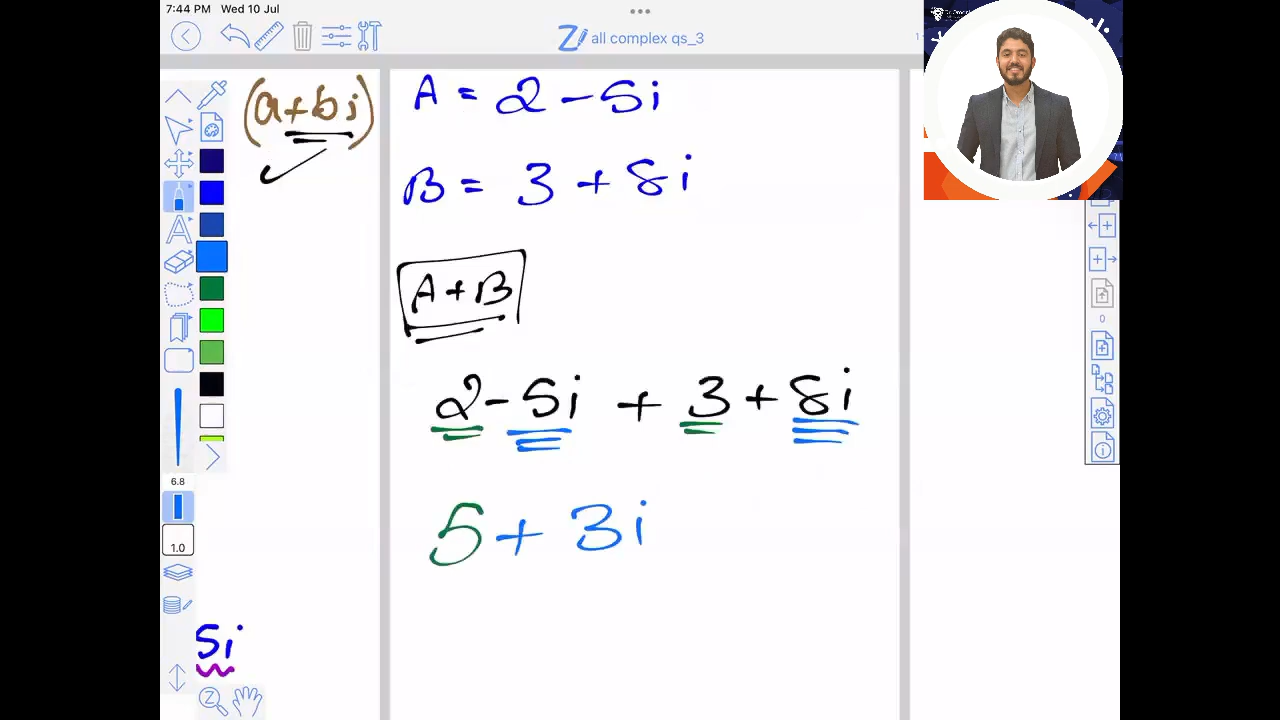 7:44 PM Wed 10 Jul
all complex qs_3
(a+bi)
A = 2 - 5i
B = 3 + 8i
A + B
2 - 5i + 3 + 8i
5 + 3i
6.8
1.0
5i
0